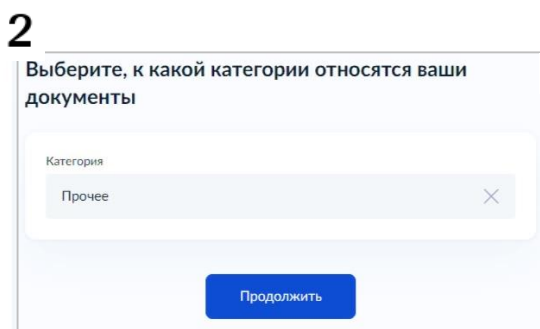 2
Выберите, к какой категории относятся ваши
документы
Категория
Прочее
Продолжить